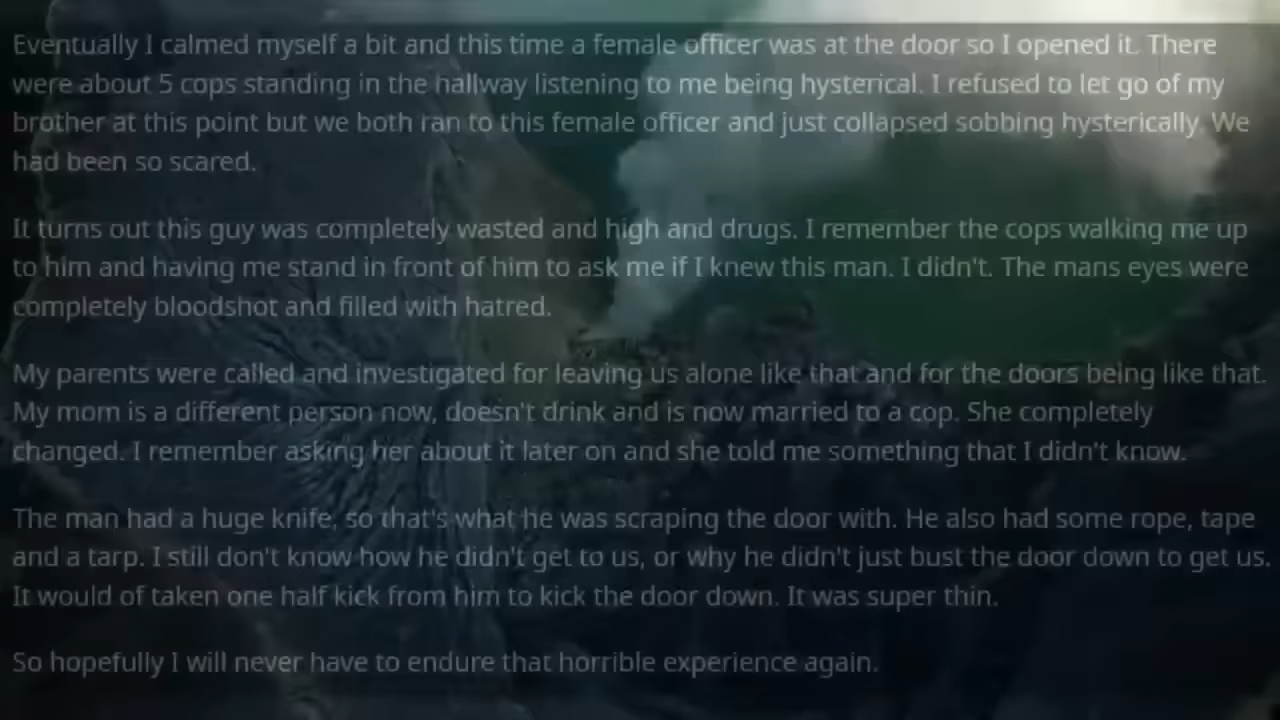 Eventually I calmed myself a bit and this time a female officer was at the door so I opened it. There
were about 5 cops standing in the hallway listening to me being hysterical. I refused to let go of my
brother at this point but we both ran to this female officer and just collapsed sobbing hysterically. We
had been so scared.
It turns out this guy was completely wasted and high and drugs. I remember the cops walking me up
to him and having me stand in front of him to ask me if I knew this man. I didn't. The mans eyes were
completely bloodshot and filled with hatred.
My parents were called and investigated for leaving us alone like that and for the doors being like that.
My mom is a different person now, doesn't drink and is now married to a cop. She completely
changed. I remember asking her about it later on and she told me something that I didn't know.
The man had a huge knife, so that's what he was scraping the door with. He also had some rope, tape
and a tarp. I still don't know how he didn't get to us, or why he didn't just bust the door down to get us.
It would of taken one half kick from him to kick the door down. It was super thin.
So hopefully I will never have to endure that horrible experience again.